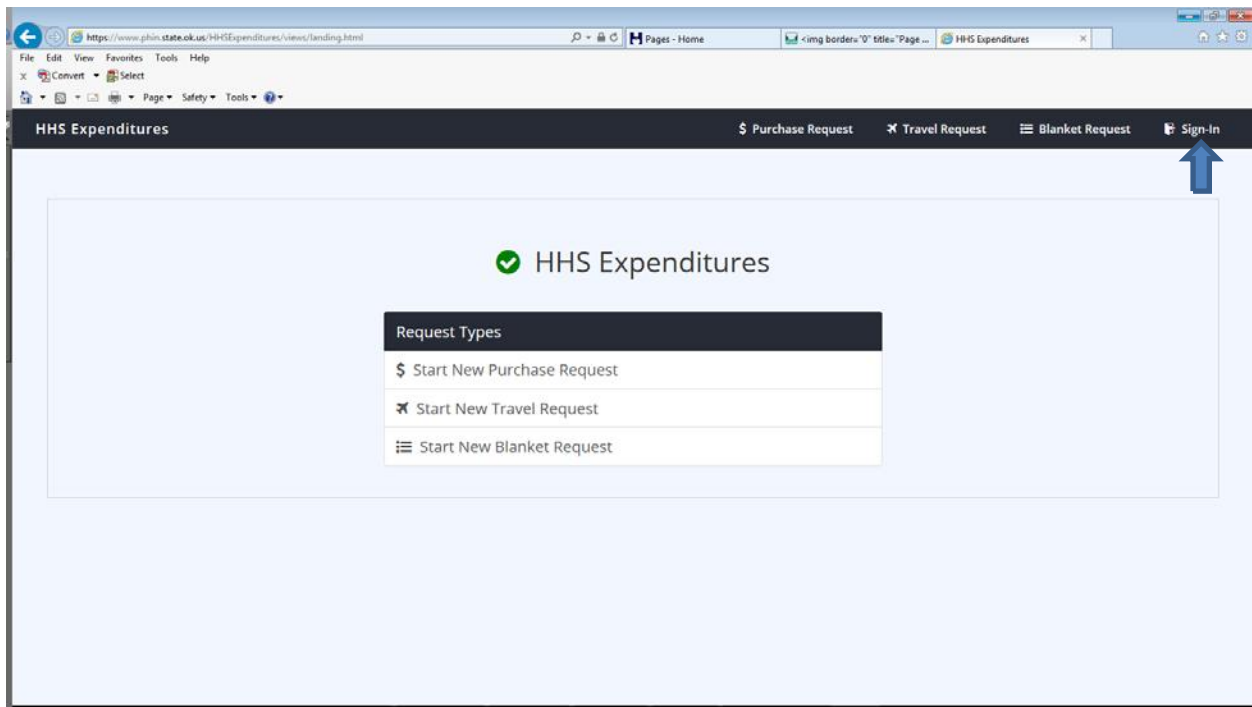 https://www.phin.state.ok.us/HHSExpenditures/views/landing.html
Pages - Home
<img border="0" title="Page ...
HHS Expenditures
File Edit View Favorites Tools Help
x Convert Select
Page Safety Tools
HHS Expenditures
$ Purchase Request
Travel Request
Blanket Request
Sign-In
HHS Expenditures
Request Types
$ Start New Purchase Request
Start New Travel Request
Start New Blanket Request